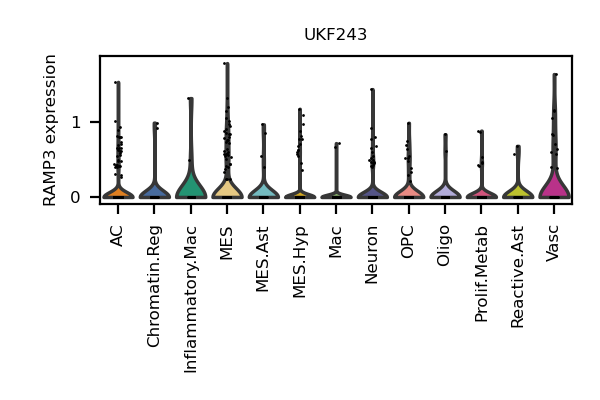 UKF243
RAMP3 expression
1
0
AC
Chromatin.Reg
Inflammatory.Mac
MES
MES.Ast
MES.Hyp
Mac
Neuron
OPC
Oligo
Prolif.Metab
Reactive.Ast
Vasc